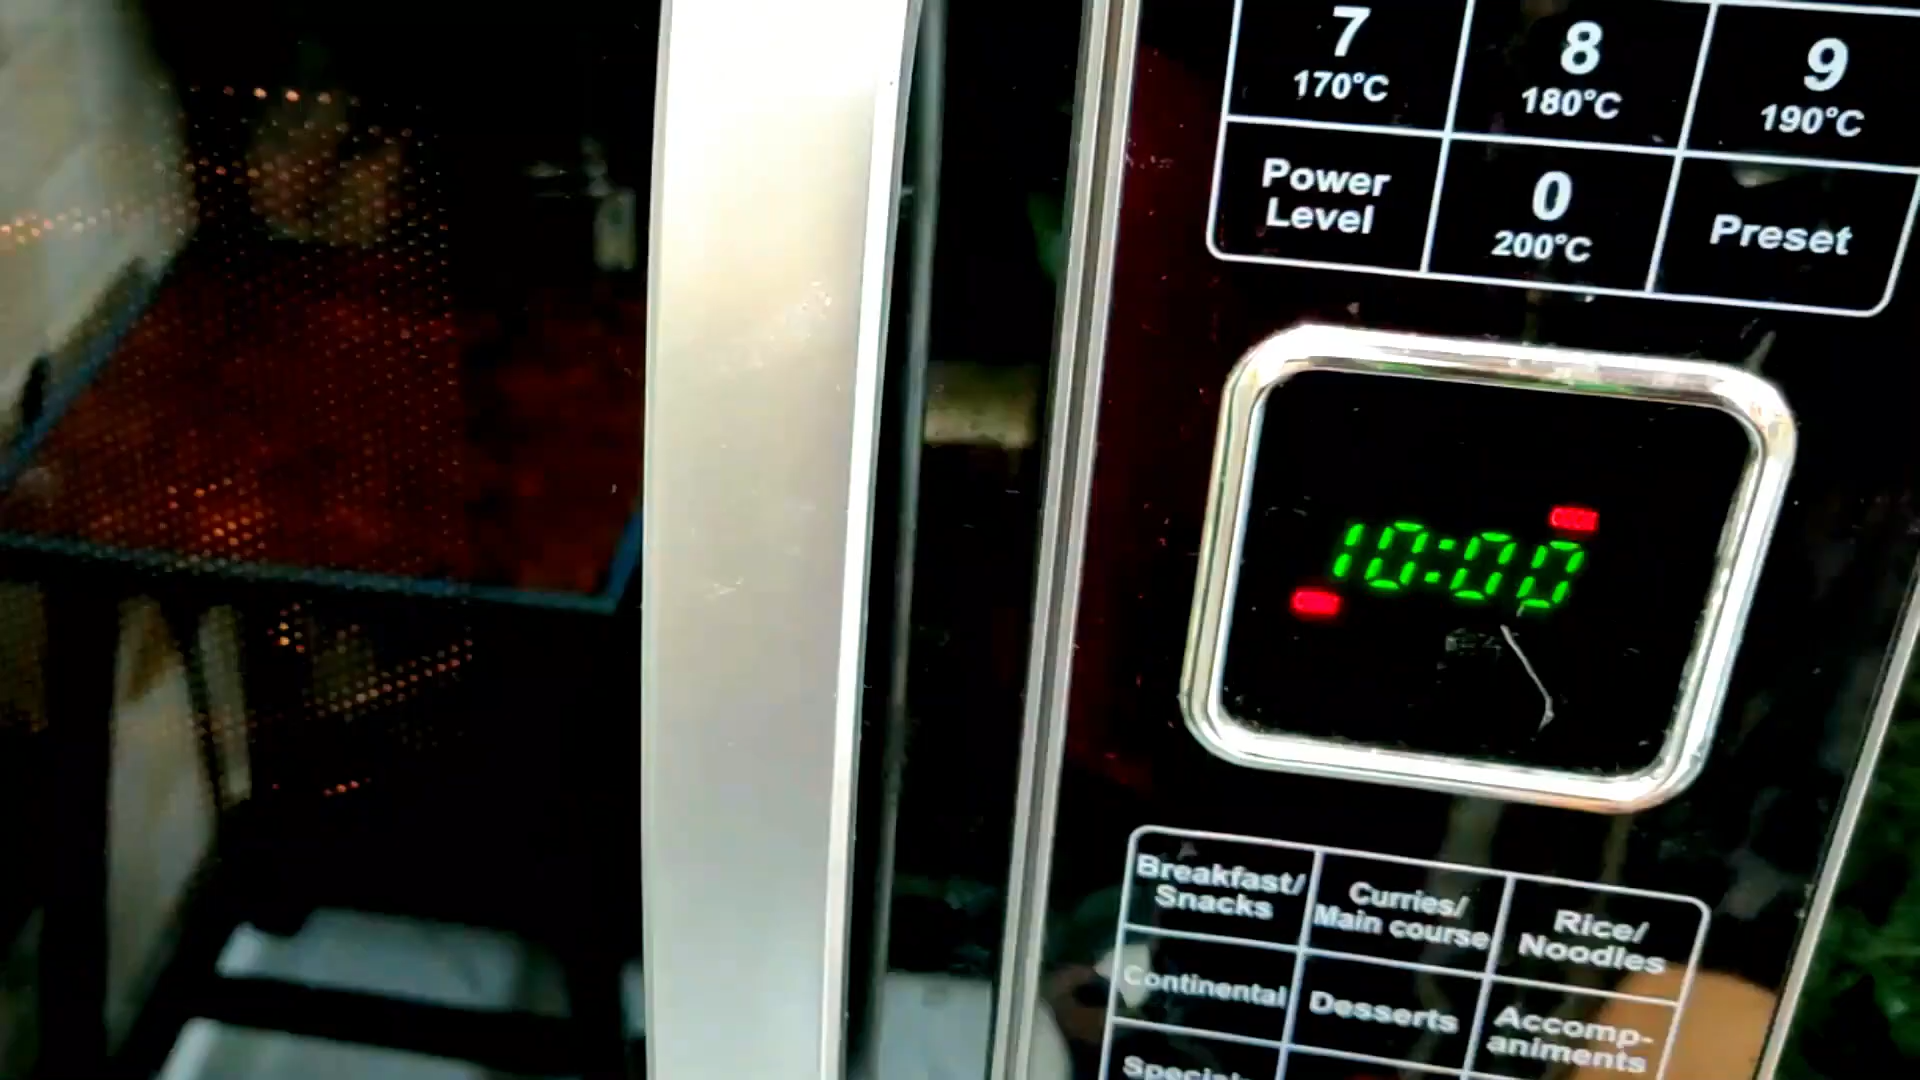 7 8 9
170°C 180°C 190°C
Power Level 0 Preset
200°C
10:00
Breakfast/ Curries/ Rice/
Snacks Main course Noodles
Continental Desserts Accomp-
animents